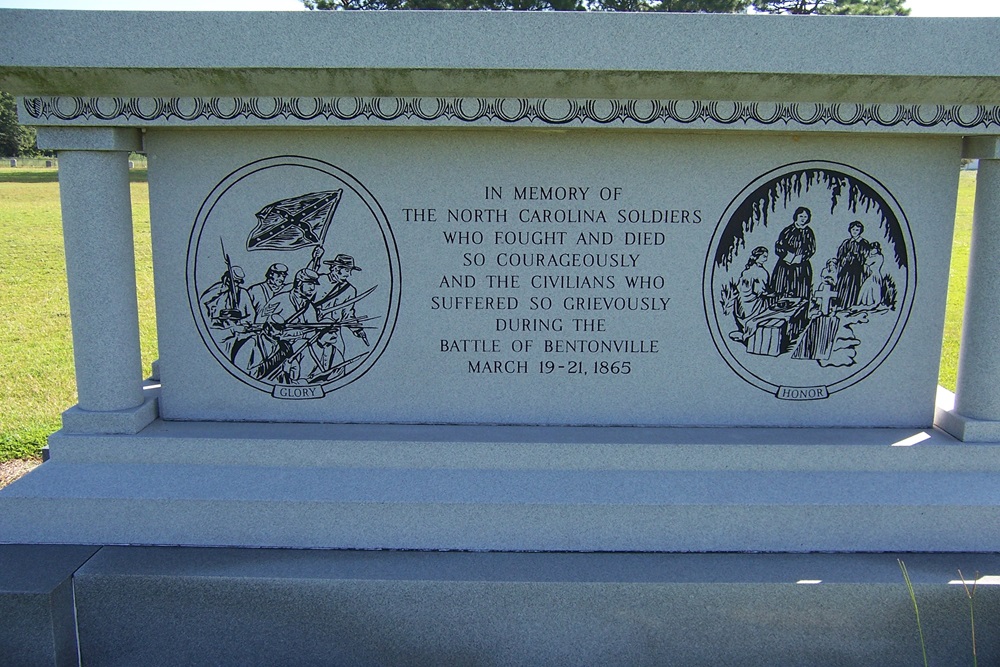 IN MEMORY OF
THE NORTH CAROLINA SOLDIERS
WHO FOUGHT AND DIED
SO COURAGEOUSLY
AND THE CIVILIANS WHO
SUFFERED SO GRIEVOUSLY
DURING THE
BATTLE OF BENTONVILLE
MARCH 19-21, 1865
GLORY
HONOR